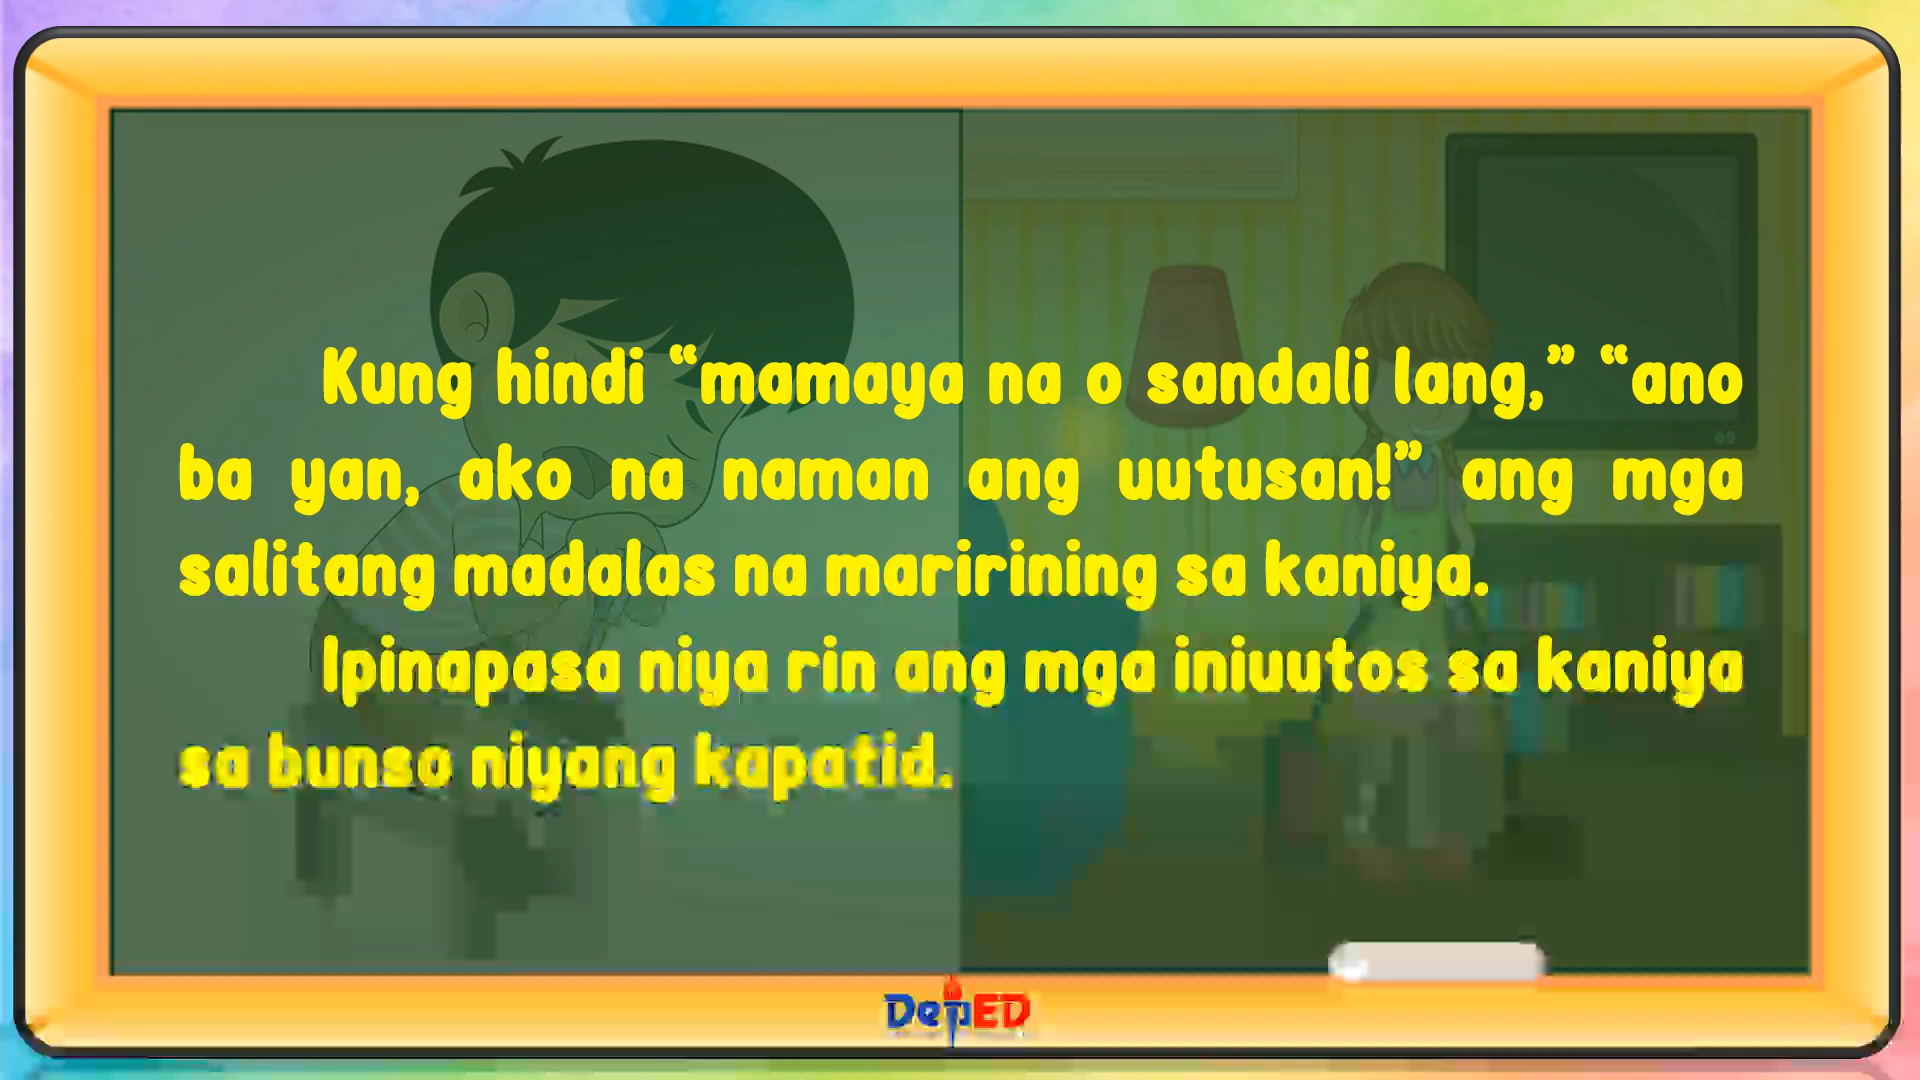 Kung hindi “mamaya na o sandali lang,” “ano
ba yan, ako na naman ang uutusan!” ang mga
salitang madalas na maririning sa kaniya.
Ipinapasa niya rin ang mga iniuutos sa kaniya
sa bunso niyang kapatid.
DepED